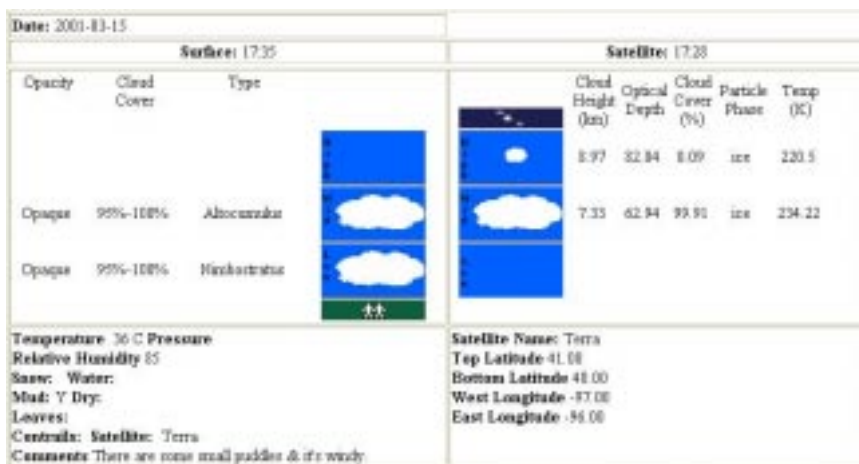 Date: 2001-03-15
Surface: 17:35
Satellite: 17:28
Opacity Cloud Cover Type
Opaque 95%-100% Altocumulus
Opaque 95%-100% Nimbostratus
Cloud Height (km) Optical Depth Cloud Cover (%) Particle Phase Temp (K)
8.97 82.84 0.09 ice 220.5
7.33 62.94 99.91 ice 234.22
Temperature 36 C Pressure
Relative Humidity 85
Snow: Water:
Mud: Y Dry:
Leaves:
Contrails: Satellite: Terra
Comments There are some small puddles & it's windy.
Satellite Name: Terra
Top Latitude 41.00
Bottom Latitude 40.00
West Longitude -97.00
East Longitude -96.00